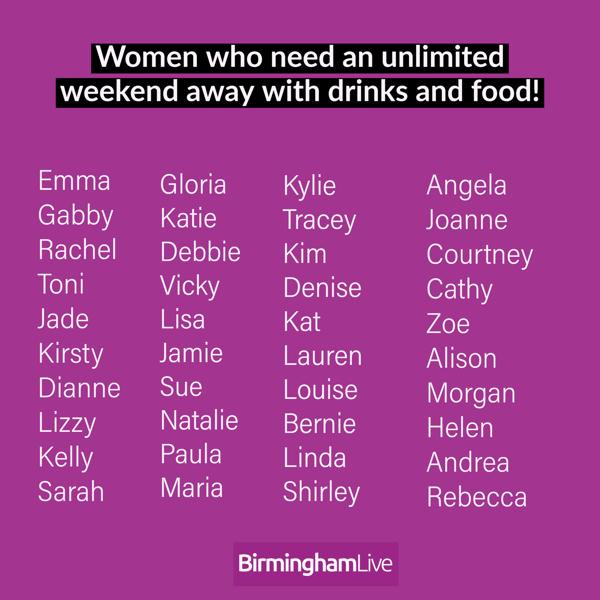 Women who need an unlimited
weekend away with drinks and food!
Emma
Gabby
Rachel
Toni
Jade
Kirsty
Dianne
Lizzy
Kelly
Sarah
Gloria
Katie
Debbie
Vicky
Lisa
Jamie
Sue
Natalie
Paula
Maria
Kylie
Tracey
Kim
Denise
Kat
Lauren
Louise
Bernie
Linda
Shirley
Angela
Joanne
Courtney
Cathy
Zoe
Alison
Morgan
Helen
Andrea
Rebecca
BirminghamLive